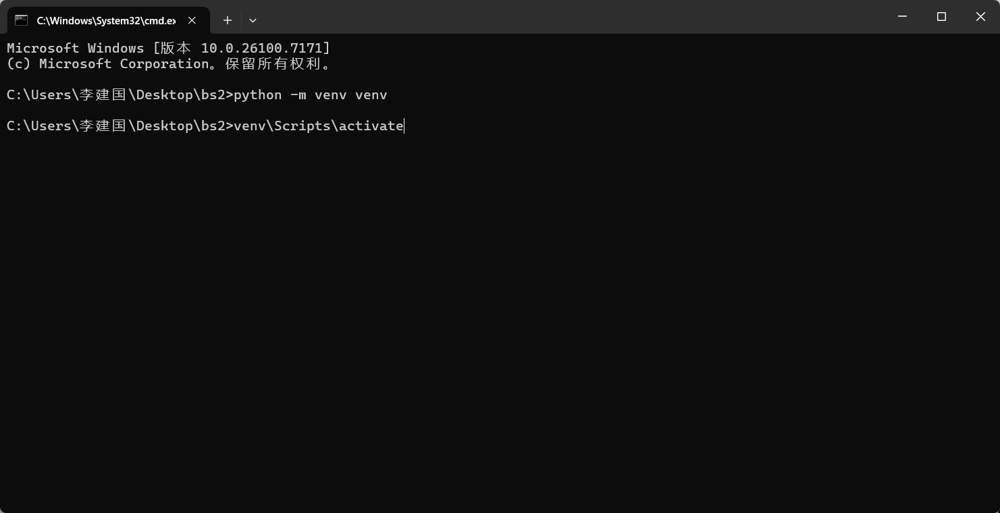 C:\Windows\System32\cmd.ex
Microsoft Windows [版本 10.0.26100.7171]
(c) Microsoft Corporation。保留所有权利。
C:\Users\李建国\Desktop\bs2>python -m venv venv
C:\Users\李建国\Desktop\bs2>venv\Scripts\activate